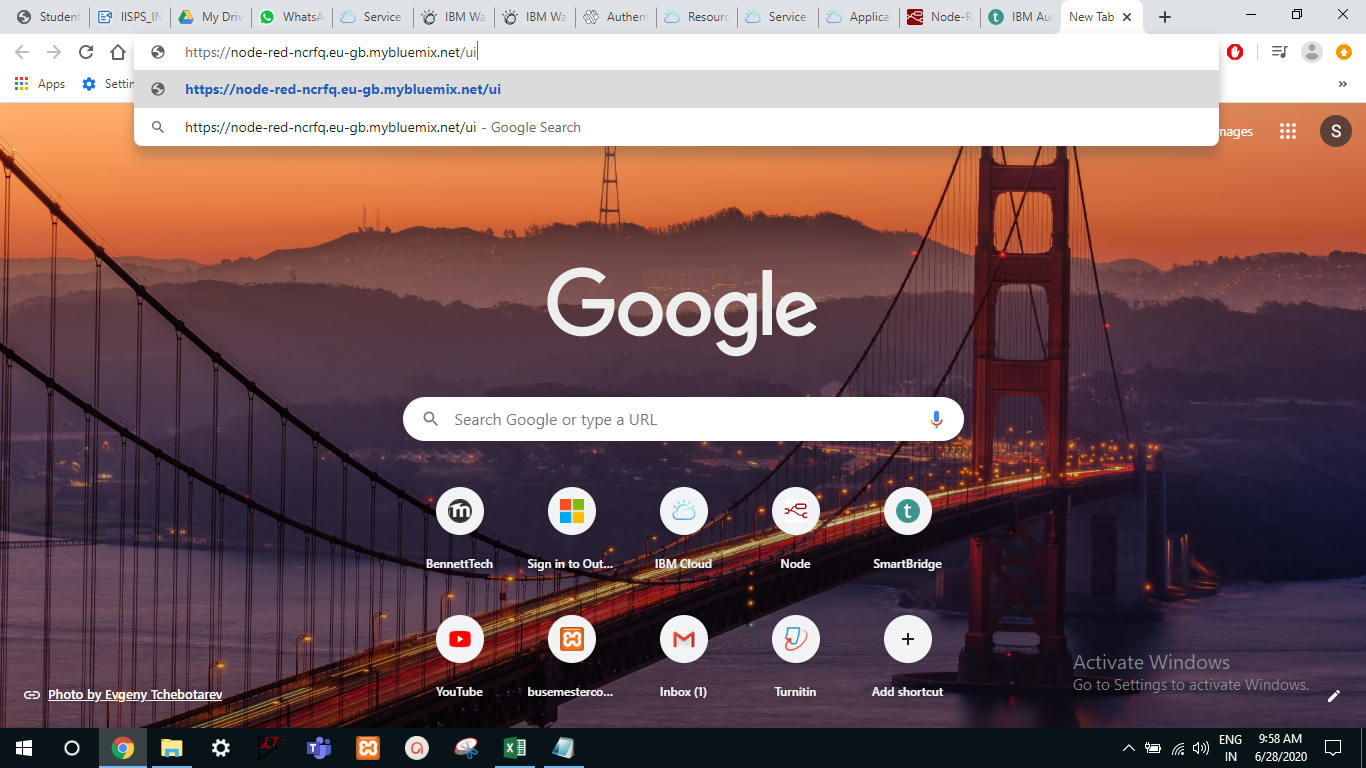 Student
IISPS_IN
My Driv
WhatsA
Service
IBM Wa
IBM Wa
Authen
Resourc
Service
Applica
Node-R
IBM Au
New Tab
https://node-red-ncrfq.eu-gb.mybluemix.net/ui
Apps
Settin
»
https://node-red-ncrfq.eu-gb.mybluemix.net/ui
https://node-red-ncrfq.eu-gb.mybluemix.net/ui - Google Search
mages
S
Google
Search Google or type a URL
BennettTech
Sign in to Out...
IBM Cloud
Node
SmartBridge
YouTube
busemesterco...
Inbox (1)
Turnitin
Add shortcut
Activate Windows
Go to Settings to activate Windows.
Photo by Evgeny Tchebotarev
ENG
IN
9:58 AM
6/28/2020